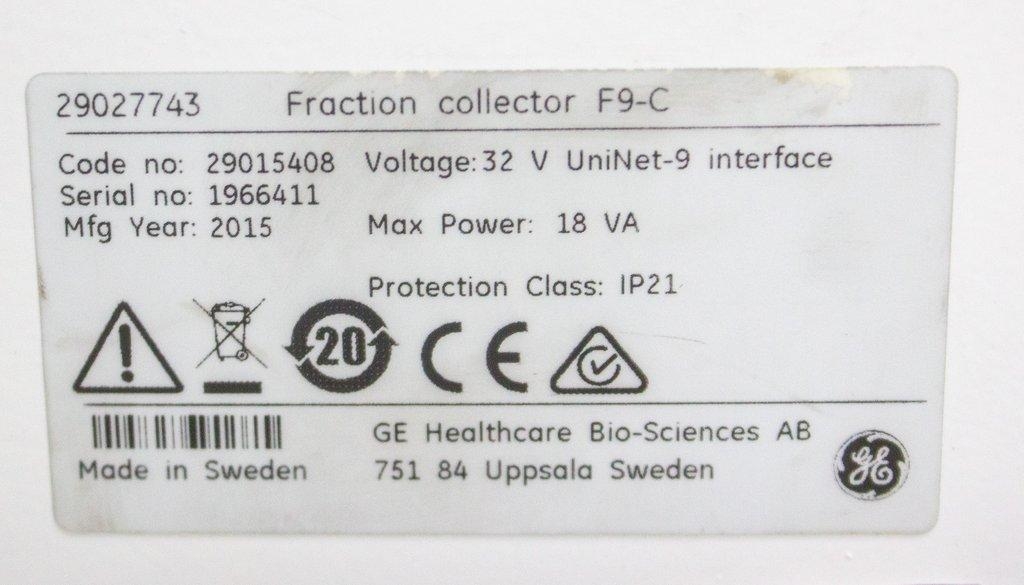 29027743 Fraction collector F9-C
Code no: 29015408 Voltage: 32 V UniNet-9 interface
Serial no: 1966411
Mfg Year: 2015 Max Power: 18 VA
Protection Class: IP21
20 CE
GE Healthcare Bio-Sciences AB
Made in Sweden 751 84 Uppsala Sweden
GE